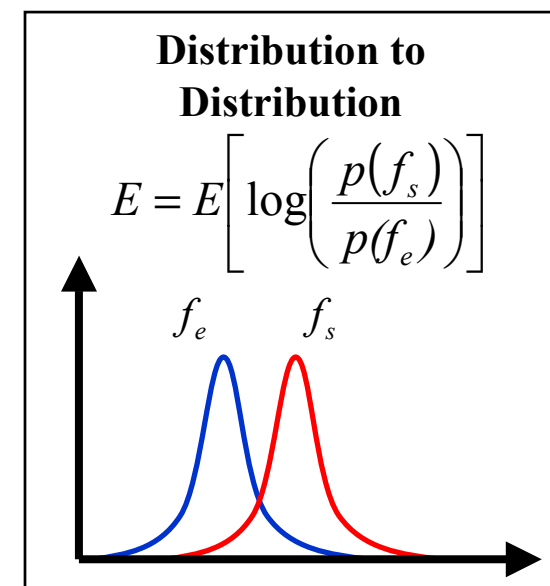 Distribution to
Distribution
E = E[log(p(f_s)/p(f_e))]
f_e f_s